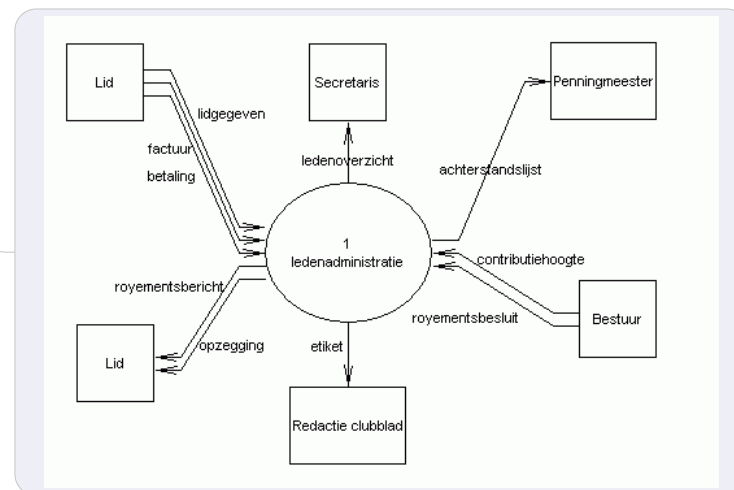 Lid
Secretaris
Penningmeester
lidgegeven
factuur
betaling
ledenoverzicht
achterstandslijst
1
ledenadministratie
contributiehoogte
royementsbericht
royementsbesluit
Bestuur
Lid
opzegging
etiket
Redactie clubblad